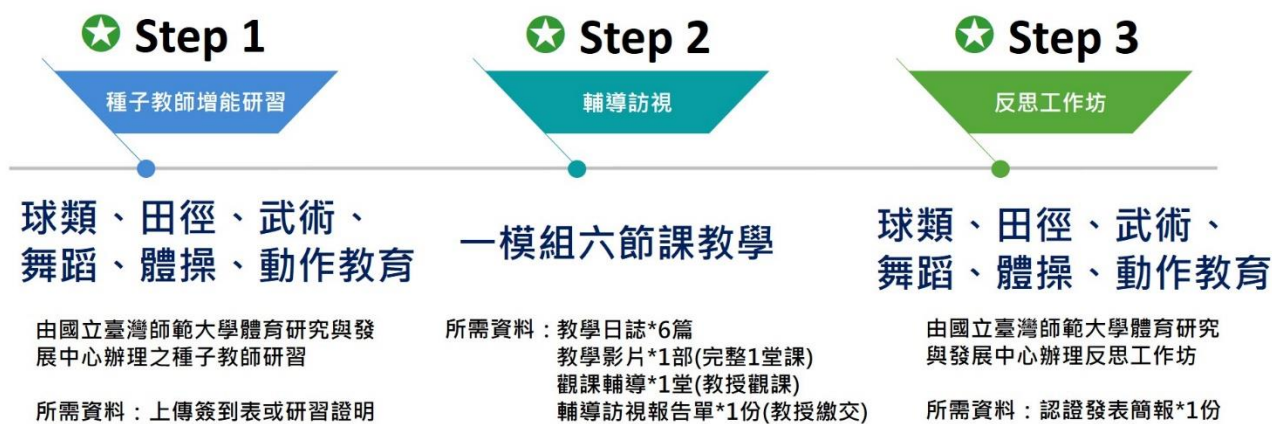 Step 1
種子教師增能研習
球類、田徑、武術、
舞蹈、體操、動作教育
由國立臺灣師範大學體育研究與發
展中心辦理之種子教師研習
所需資料：上傳簽到表或研習證明
Step 2
輔導訪視
一模組六節課教學
所需資料：教學日誌*6篇
教學影片*1部(完整1堂課)
觀課輔導*1堂(教授觀課)
輔導訪視報告單*1份(教授繳交)
Step 3
反思工作坊
球類、田徑、武術、
舞蹈、體操、動作教育
由國立臺灣師範大學體育研究
與發展中心辦理反思工作坊
所需資料：認證發表簡報*1份